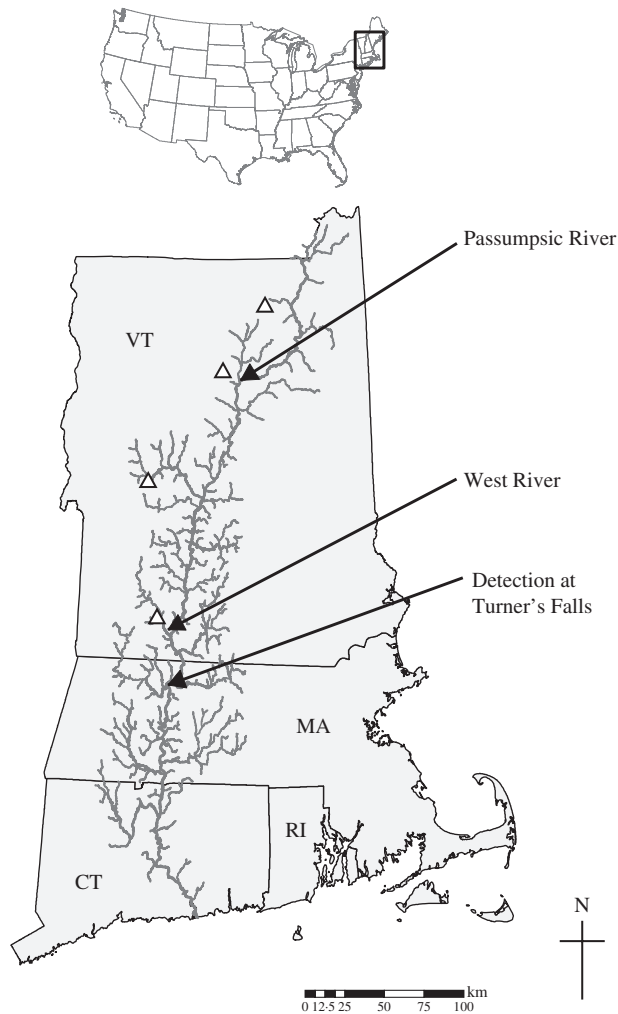 Passumpsic River
VT
West River
Detection at
Turner's Falls
MA
RI
CT
N
km
0 12·5 25 50 75 100